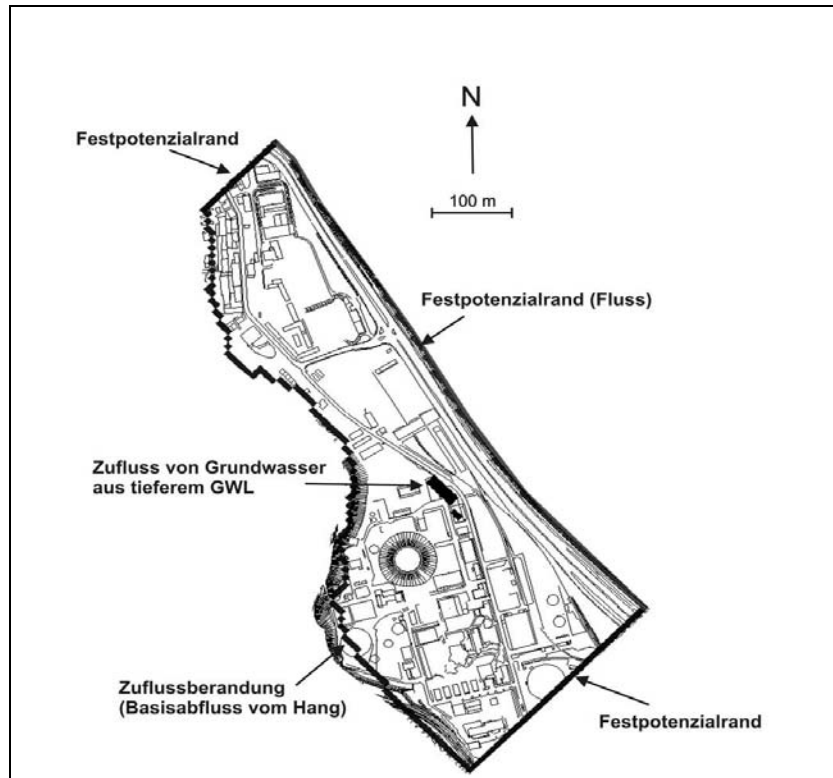 N
Festpotenzialrand
100 m
Festpotenzialrand (Fluss)
Zufluss von Grundwasser
aus tieferem GWL
Zuflussberandung
(Basisabfluss vom Hang)
Festpotenzialrand